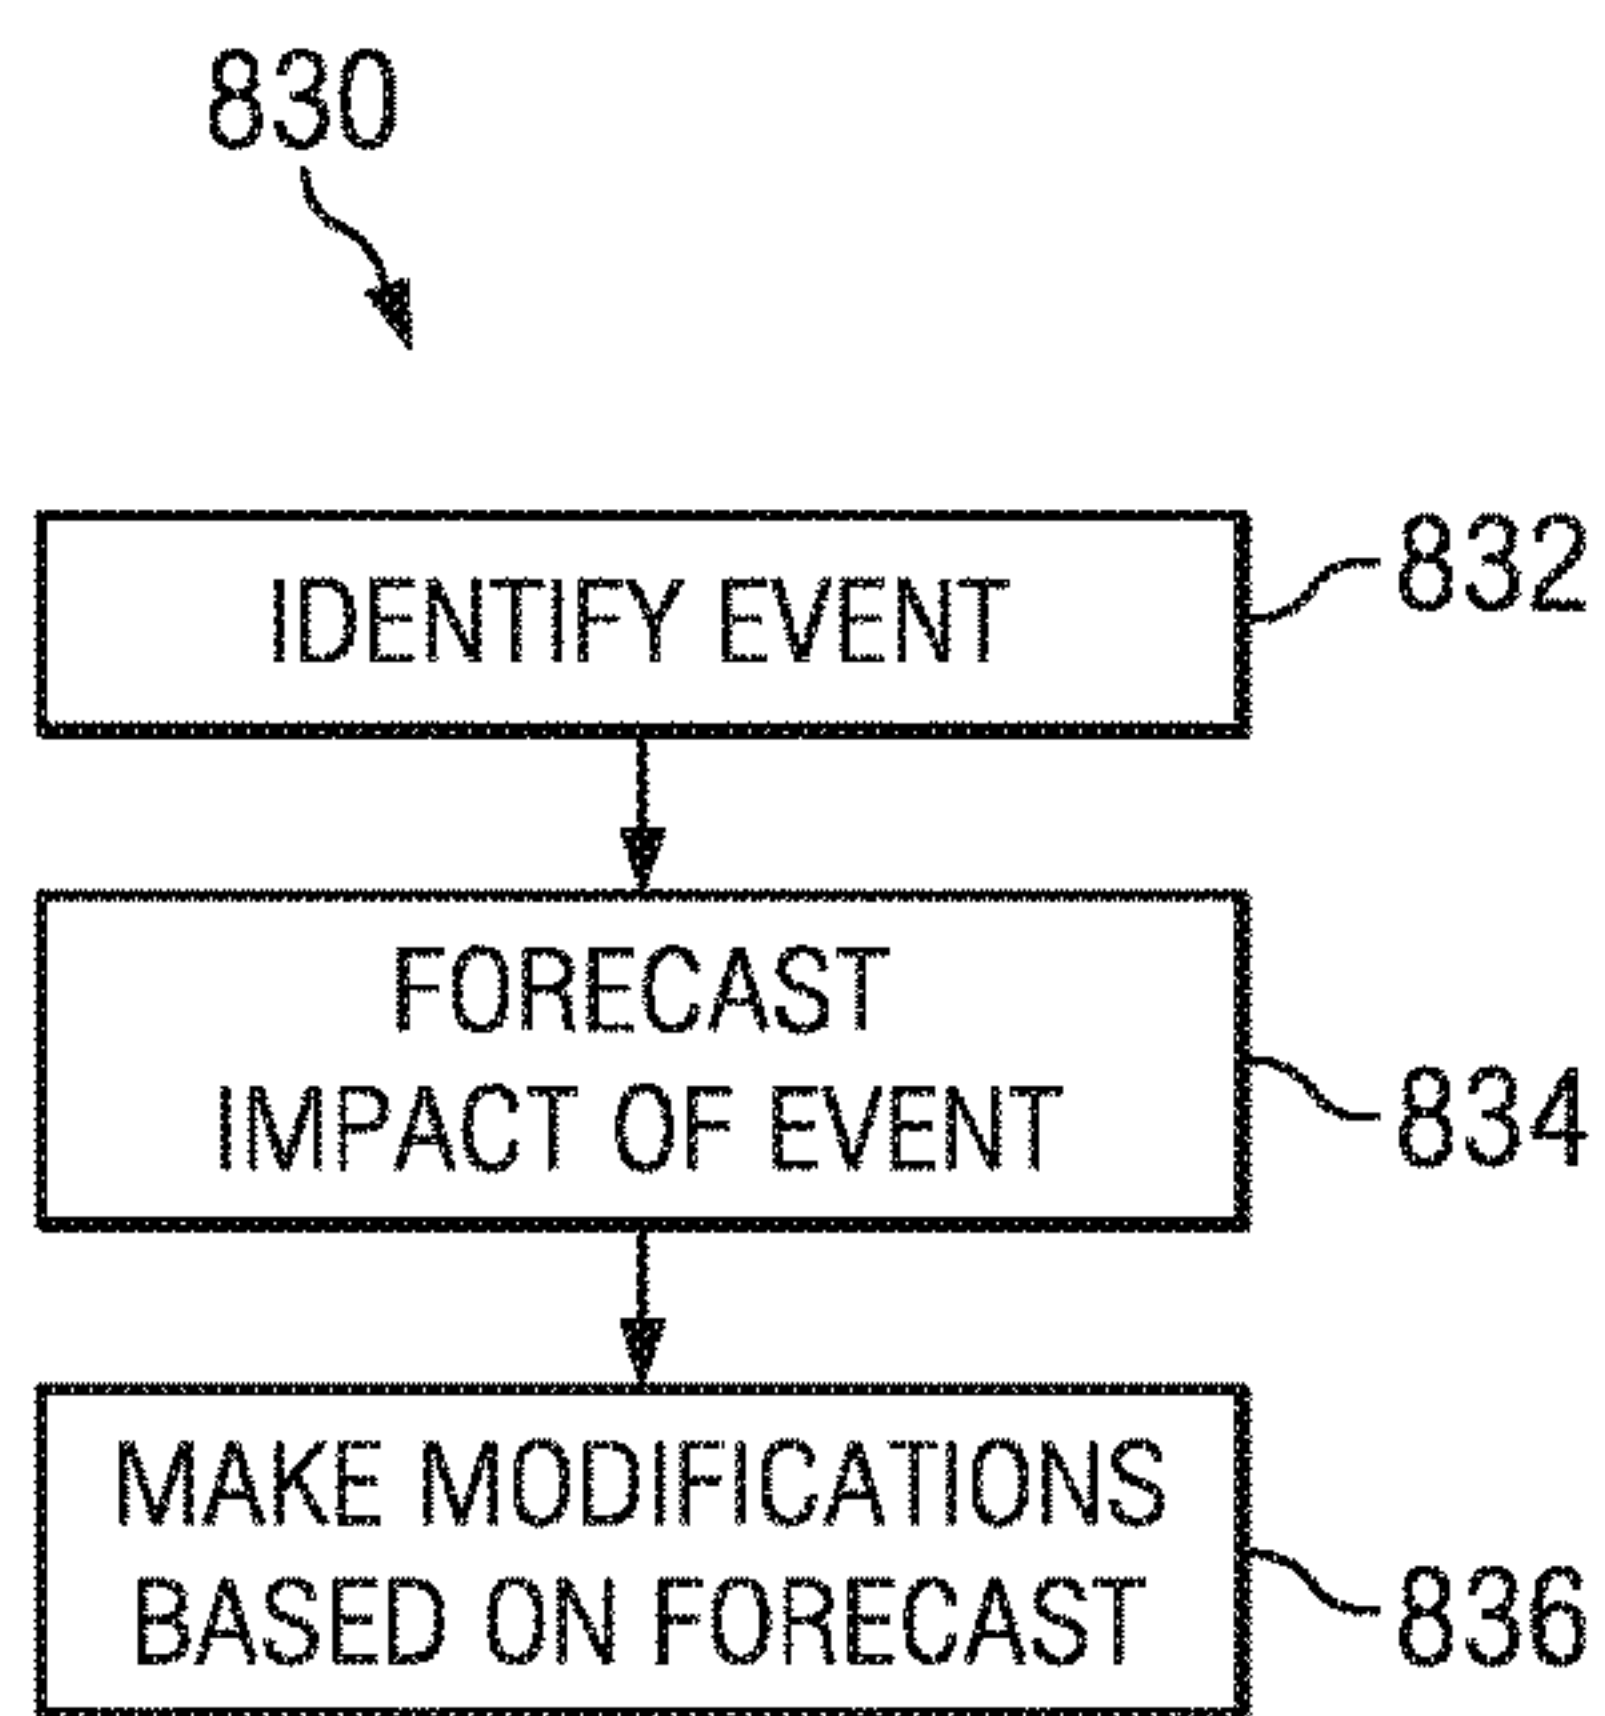 830
IDENTIFY EVENT
832
FORECAST
IMPACT OF EVENT
834
MAKE MODIFICATIONS
BASED ON FORECAST
836